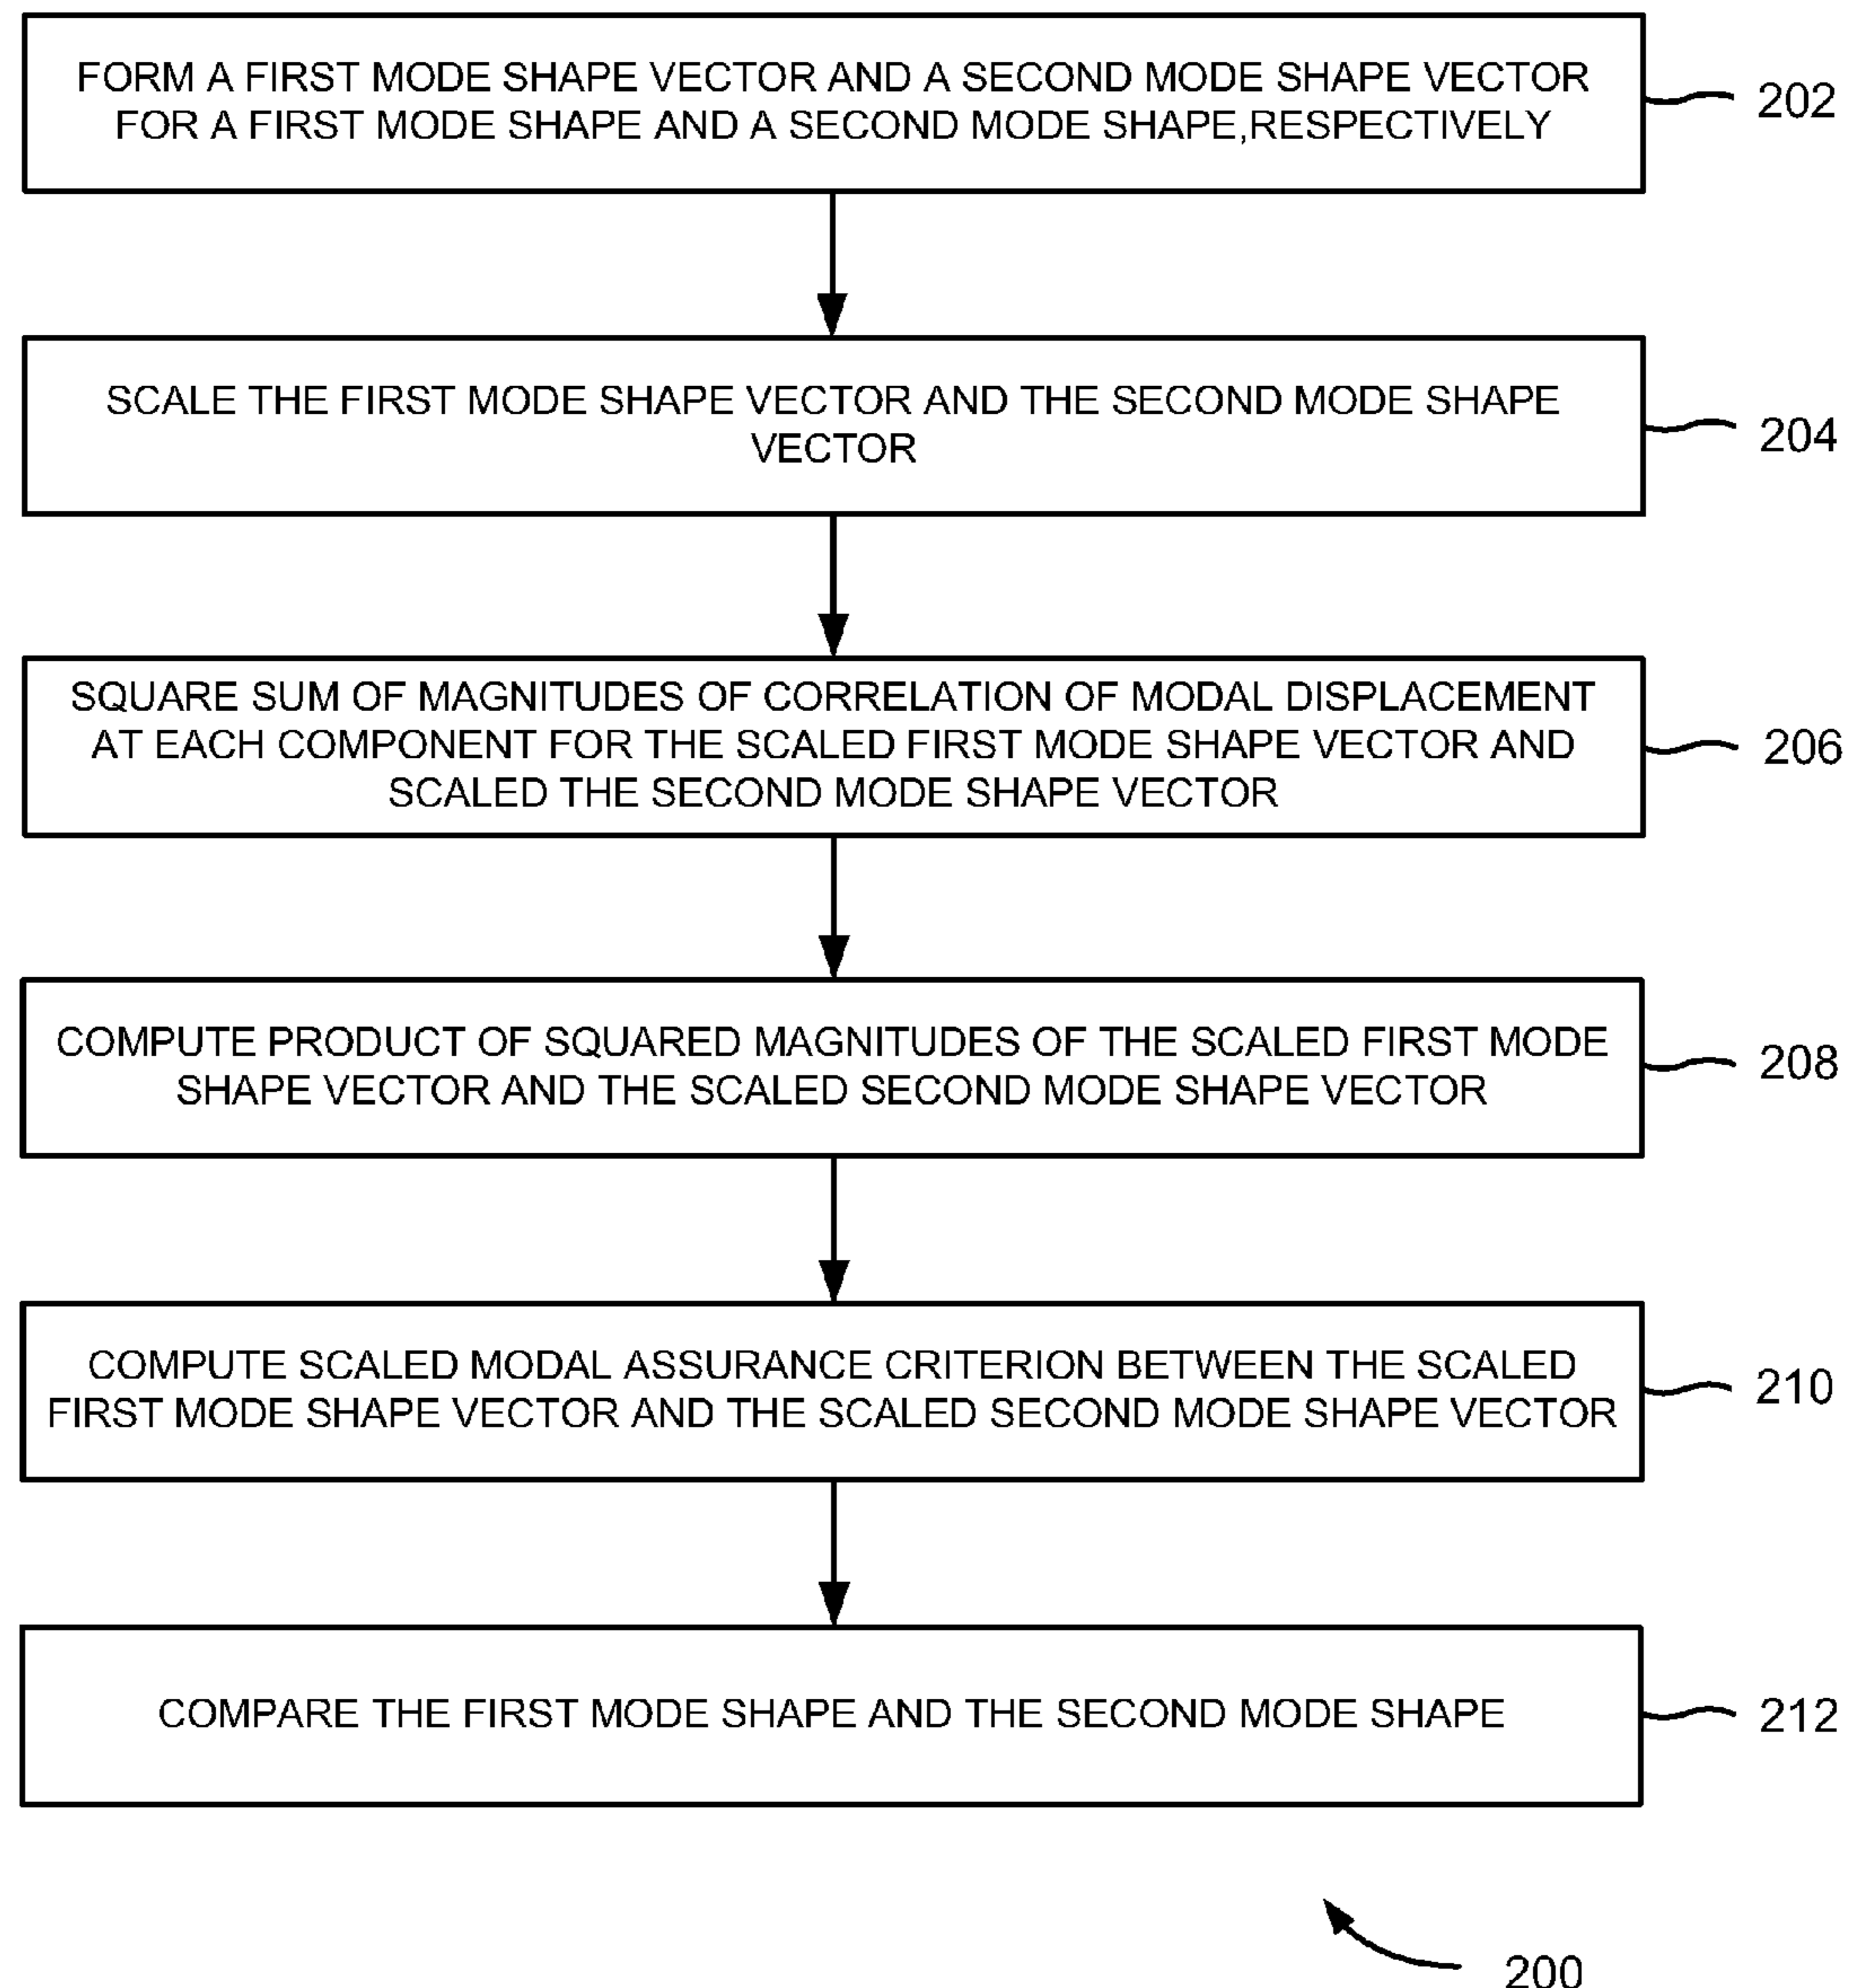 FORM A FIRST MODE SHAPE VECTOR AND A SECOND MODE SHAPE VECTOR
FOR A FIRST MODE SHAPE AND A SECOND MODE SHAPE,RESPECTIVELY
202
SCALE THE FIRST MODE SHAPE VECTOR AND THE SECOND MODE SHAPE
VECTOR
204
SQUARE SUM OF MAGNITUDES OF CORRELATION OF MODAL DISPLACEMENT
AT EACH COMPONENT FOR THE SCALED FIRST MODE SHAPE VECTOR AND
SCALED THE SECOND MODE SHAPE VECTOR
206
COMPUTE PRODUCT OF SQUARED MAGNITUDES OF THE SCALED FIRST MODE
SHAPE VECTOR AND THE SCALED SECOND MODE SHAPE VECTOR
208
COMPUTE SCALED MODAL ASSURANCE CRITERION BETWEEN THE SCALED
FIRST MODE SHAPE VECTOR AND THE SCALED SECOND MODE SHAPE VECTOR
210
COMPARE THE FIRST MODE SHAPE AND THE SECOND MODE SHAPE
212
200